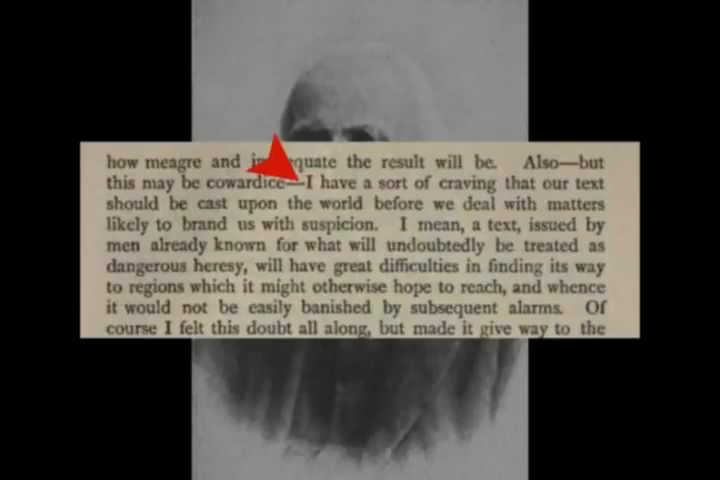 how meagre and the result will be. Also—but
this may be cowardice—I have a sort of craving that our text
should be cast upon the world before we deal with matters
likely to brand us with suspicion. I mean, a text, issued by
men already known for what will undoubtedly be treated as
dangerous heresy, will have great difficulties in finding its way
to regions which it might otherwise hope to reach, and whence
it would not be easily banished by subsequent alarms. Of
course I felt this doubt all along, but made it give way to the